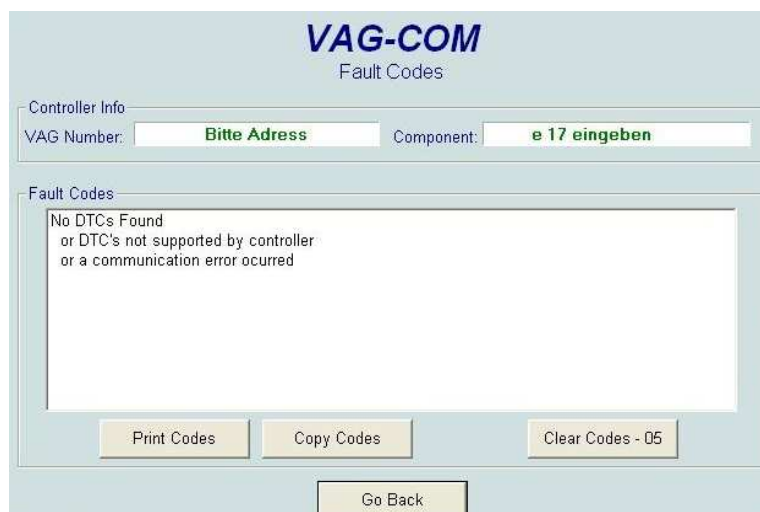 VAG-COM
Fault Codes
Controller Info
VAG Number: Bitte Adress Component: e 17 eingeben
Fault Codes
No DTCs Found
or DTC's not supported by controller
or a communication error ocurred
Print Codes Copy Codes Clear Codes - 05
Go Back